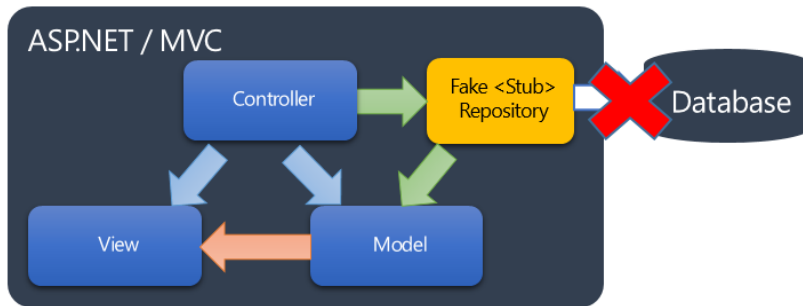 ASP.NET / MVC
Controller
Fake <Stub>
Repository
Database
View
Model